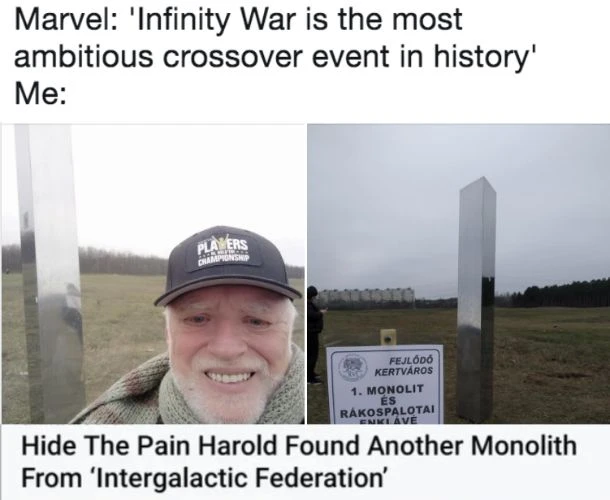 Marvel: 'Infinity War is the most
ambitious crossover event in history'
Me:
PLAYERS
CHAMPIONSHIP
FEJLŐDŐ
KERTVÁROS
1. MONOLIT
ÉS
RÁKOSPALOTAI
ENKLÁVÉ
Hide The Pain Harold Found Another Monolith
From ‘Intergalactic Federation’